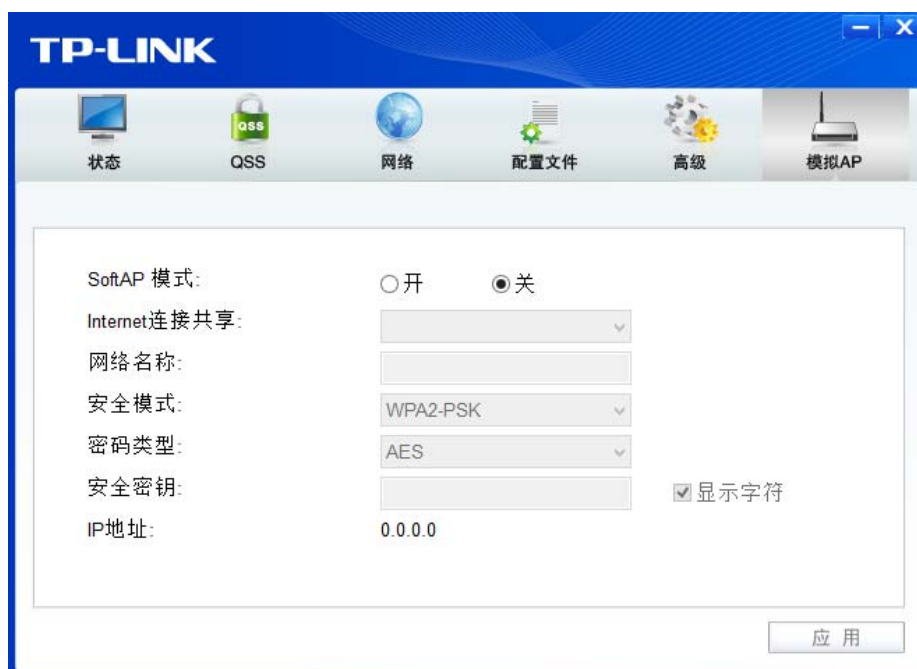 TP-LINK
QSS
状态
QSS
网络
配置文件
高级
模拟AP
SoftAP 模式:
开
关
Internet连接共享:
网络名称:
安全模式:
WPA2-PSK
密码类型:
AES
安全密钥:
显示字符
IP地址:
0.0.0.0
应 用